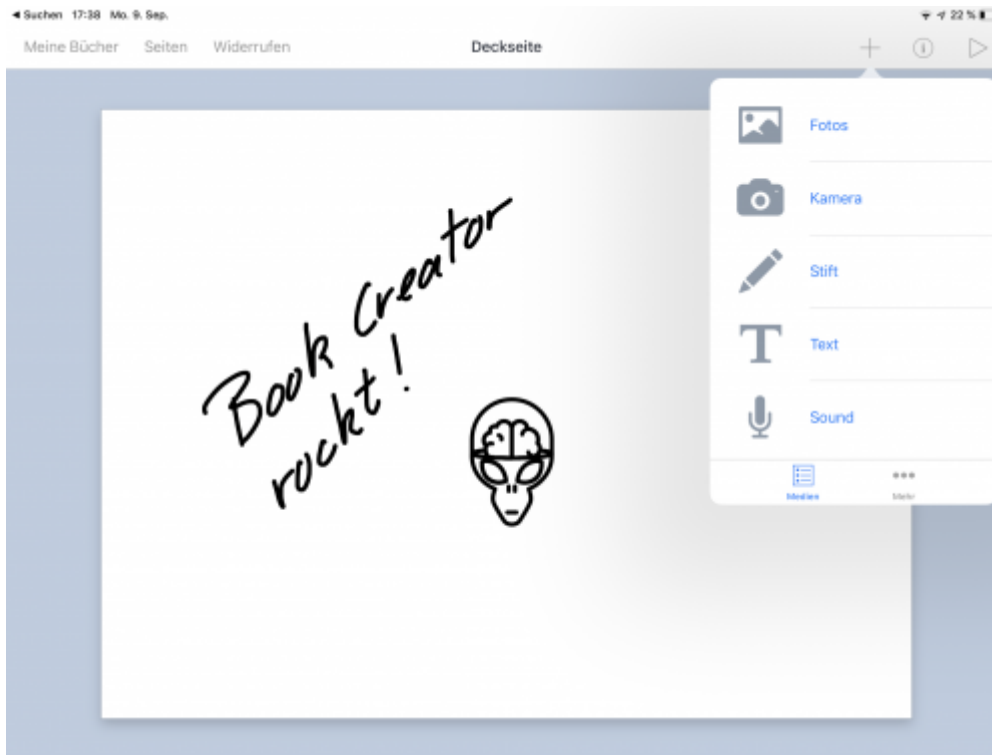 Suchen 17:38 Mo. 9. Sep. 22 %
Meine Bücher Seiten Widerrufen Deckseite
Fotos
Kamera
Stift
Text
Sound
Medien Mehr
Book Creator
rockt!